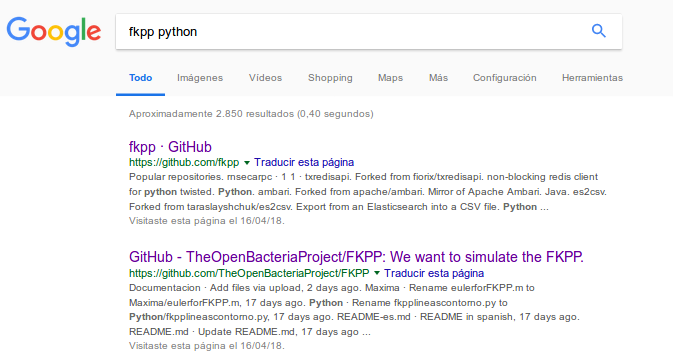 Google
fkpp python
Todo Imágenes Vídeos Shopping Maps Más Configuración Herramientas
Aproximadamente 2.850 resultados (0,40 segundos)
fkpp · GitHub
https://github.com/fkpp Traducir esta página
Popular repositories. rnsecarpc · 1 1 · txredisapi. Forked from fiorix/txredisapi. non-blocking redis client
for python twisted. Python. ambari. Forked from apache/ambari. Mirror of Apache Ambari. Java. es2csv.
Forked from taraslayshchuk/es2csv. Export from an Elasticsearch into a CSV file. Python ...
Visitaste esta página el 16/04/18.
GitHub - TheOpenBacteriaProject/FKPP: We want to simulate the FKPP.
https://github.com/TheOpenBacteriaProject/FKPP Traducir esta página
Documentacion · Add files via upload, 2 days ago. Maxima · Rename eulerforFKPP.m to
Maxima/eulerforFKPP.m, 17 days ago. Python · Rename fkpplineascontorno.py to
Python/fkpplineascontorno.py, 17 days ago. README-es.md · README in spanish, 17 days ago.
README.md · Update README.md, 17 days ago ...
Visitaste esta página el 16/04/18.